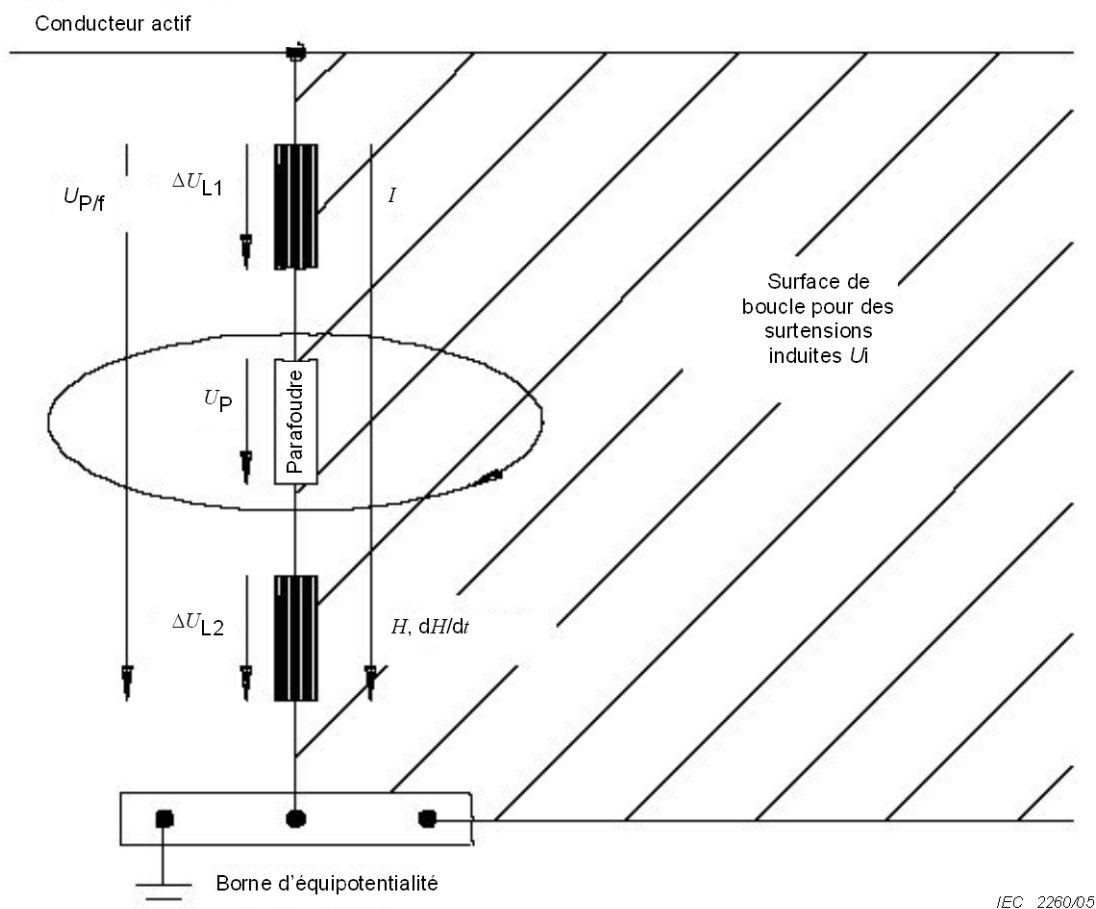 Conducteur actif
U_P/f
ΔU_L1
I
Surface de
boucle pour des
surtensions
induites Ui
U_P
Parafoudre
ΔU_L2
H, dH/dt
Borne d'équipotentialité
IEC 2260/05